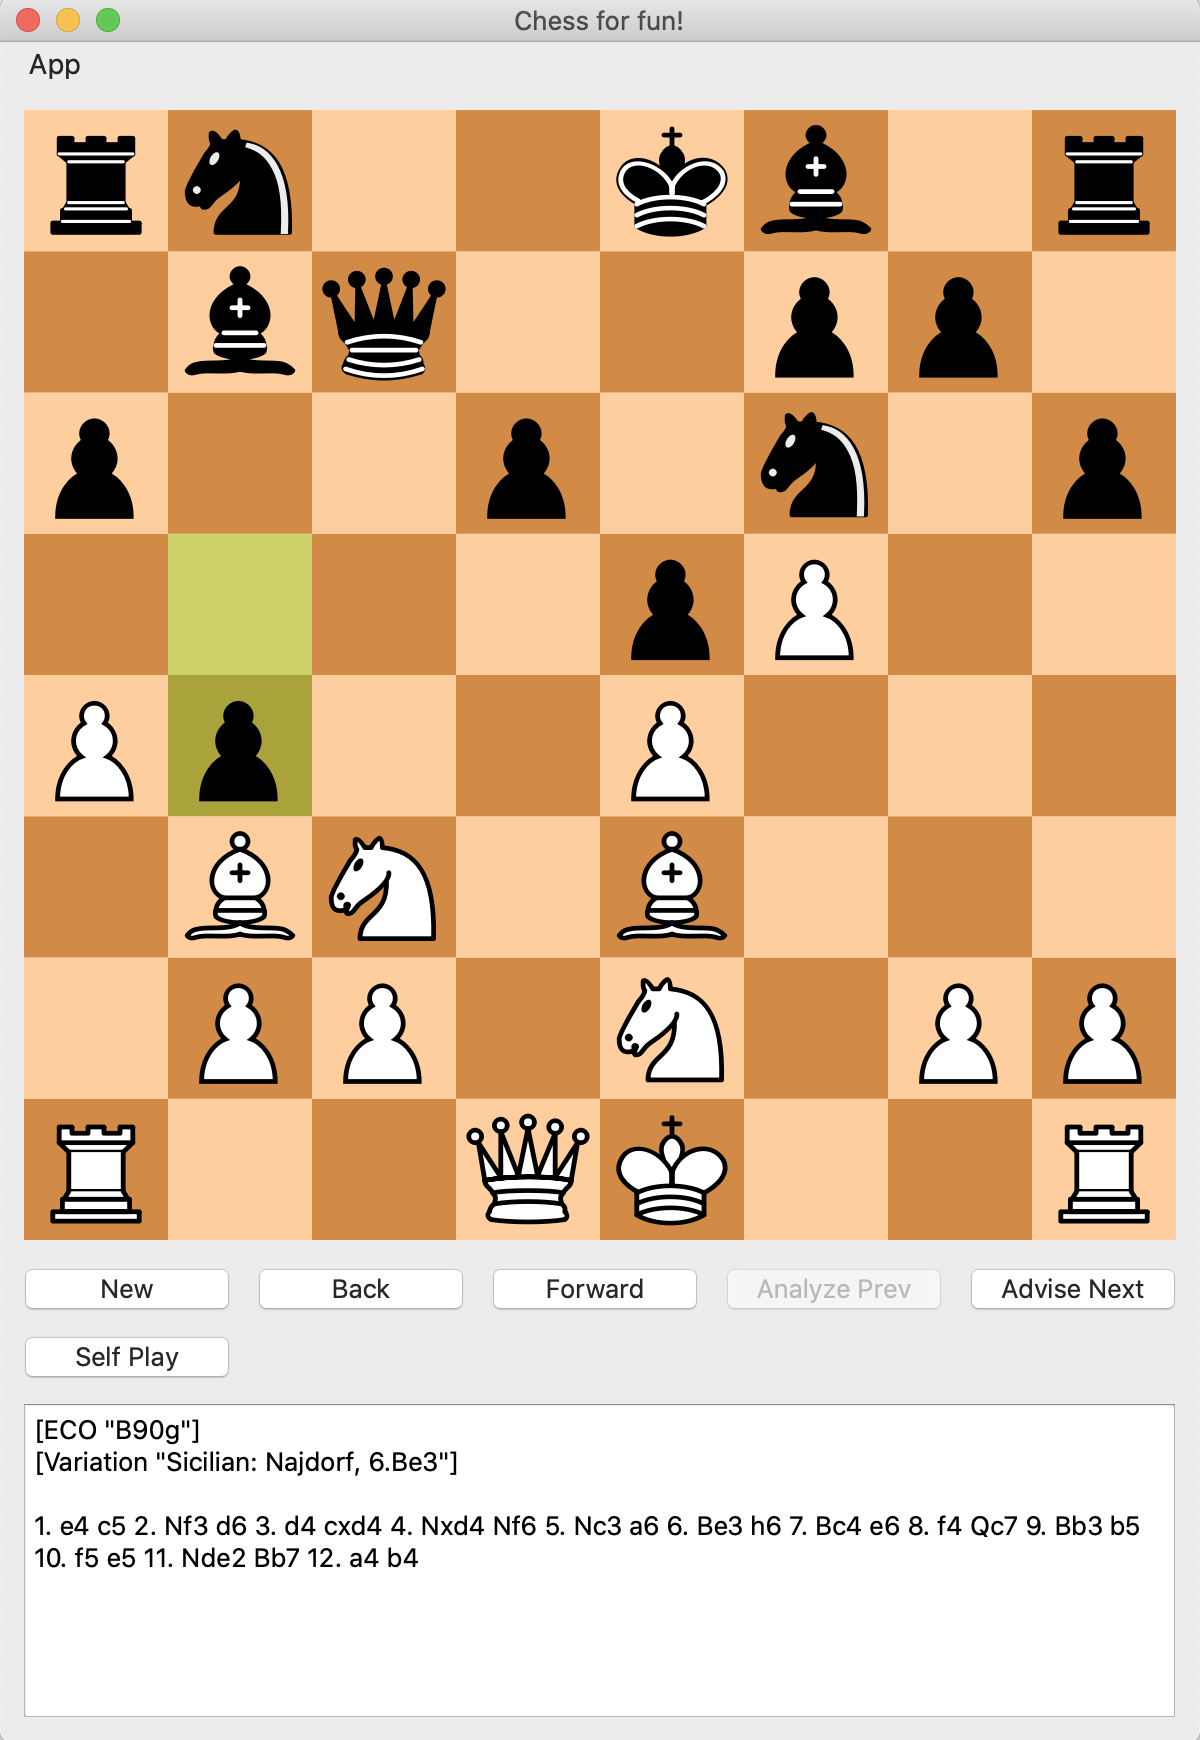 Chess for fun!
App
New Back Forward Analyze Prev Advise Next
Self Play
[ECO "B90g"]
[Variation "Sicilian: Najdorf, 6.Be3"]
1. e4 c5 2. Nf3 d6 3. d4 cxd4 4. Nxd4 Nf6 5. Nc3 a6 6. Be3 h6 7. Bc4 e6 8. f4 Qc7 9. Bb3 b5
10. f5 e5 11. Nde2 Bb7 12. a4 b4